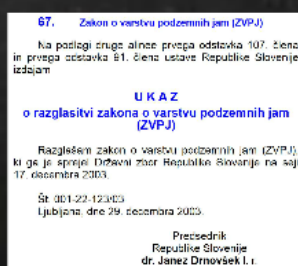 67. Zakon o varstvu podzemnih jam (ZVPJ)
Na podlagi druge alinee prvega odstavka 107. člena
in prvega odstavka 91. člena ustave Republike Slovenije
izdajam
U K A Z
o razglasitvi zakona o varstvu podzemnih jam
(ZVPJ)
Razglašam zakon o varstvu podzemnih jam (ZVPJ),
ki ga je sprejel Državni zbor Republike Slovenije na seji
17. decembra 2003.
Št. 001-22-123/03
Ljubljana, dne 29. decembra 2003.
Predsednik
Republike Slovenije
dr. Janez Drnovšek l. r.